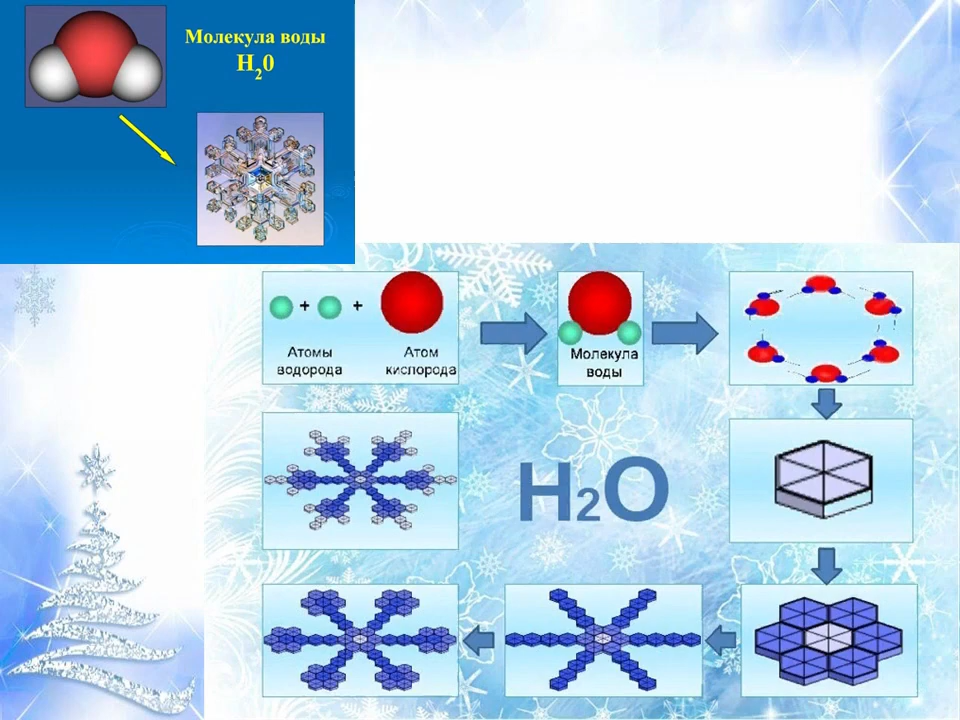 Молекула воды
H₂0
+ +
Атомы
водорода
Атом
кислорода
Молекула
воды
H₂O